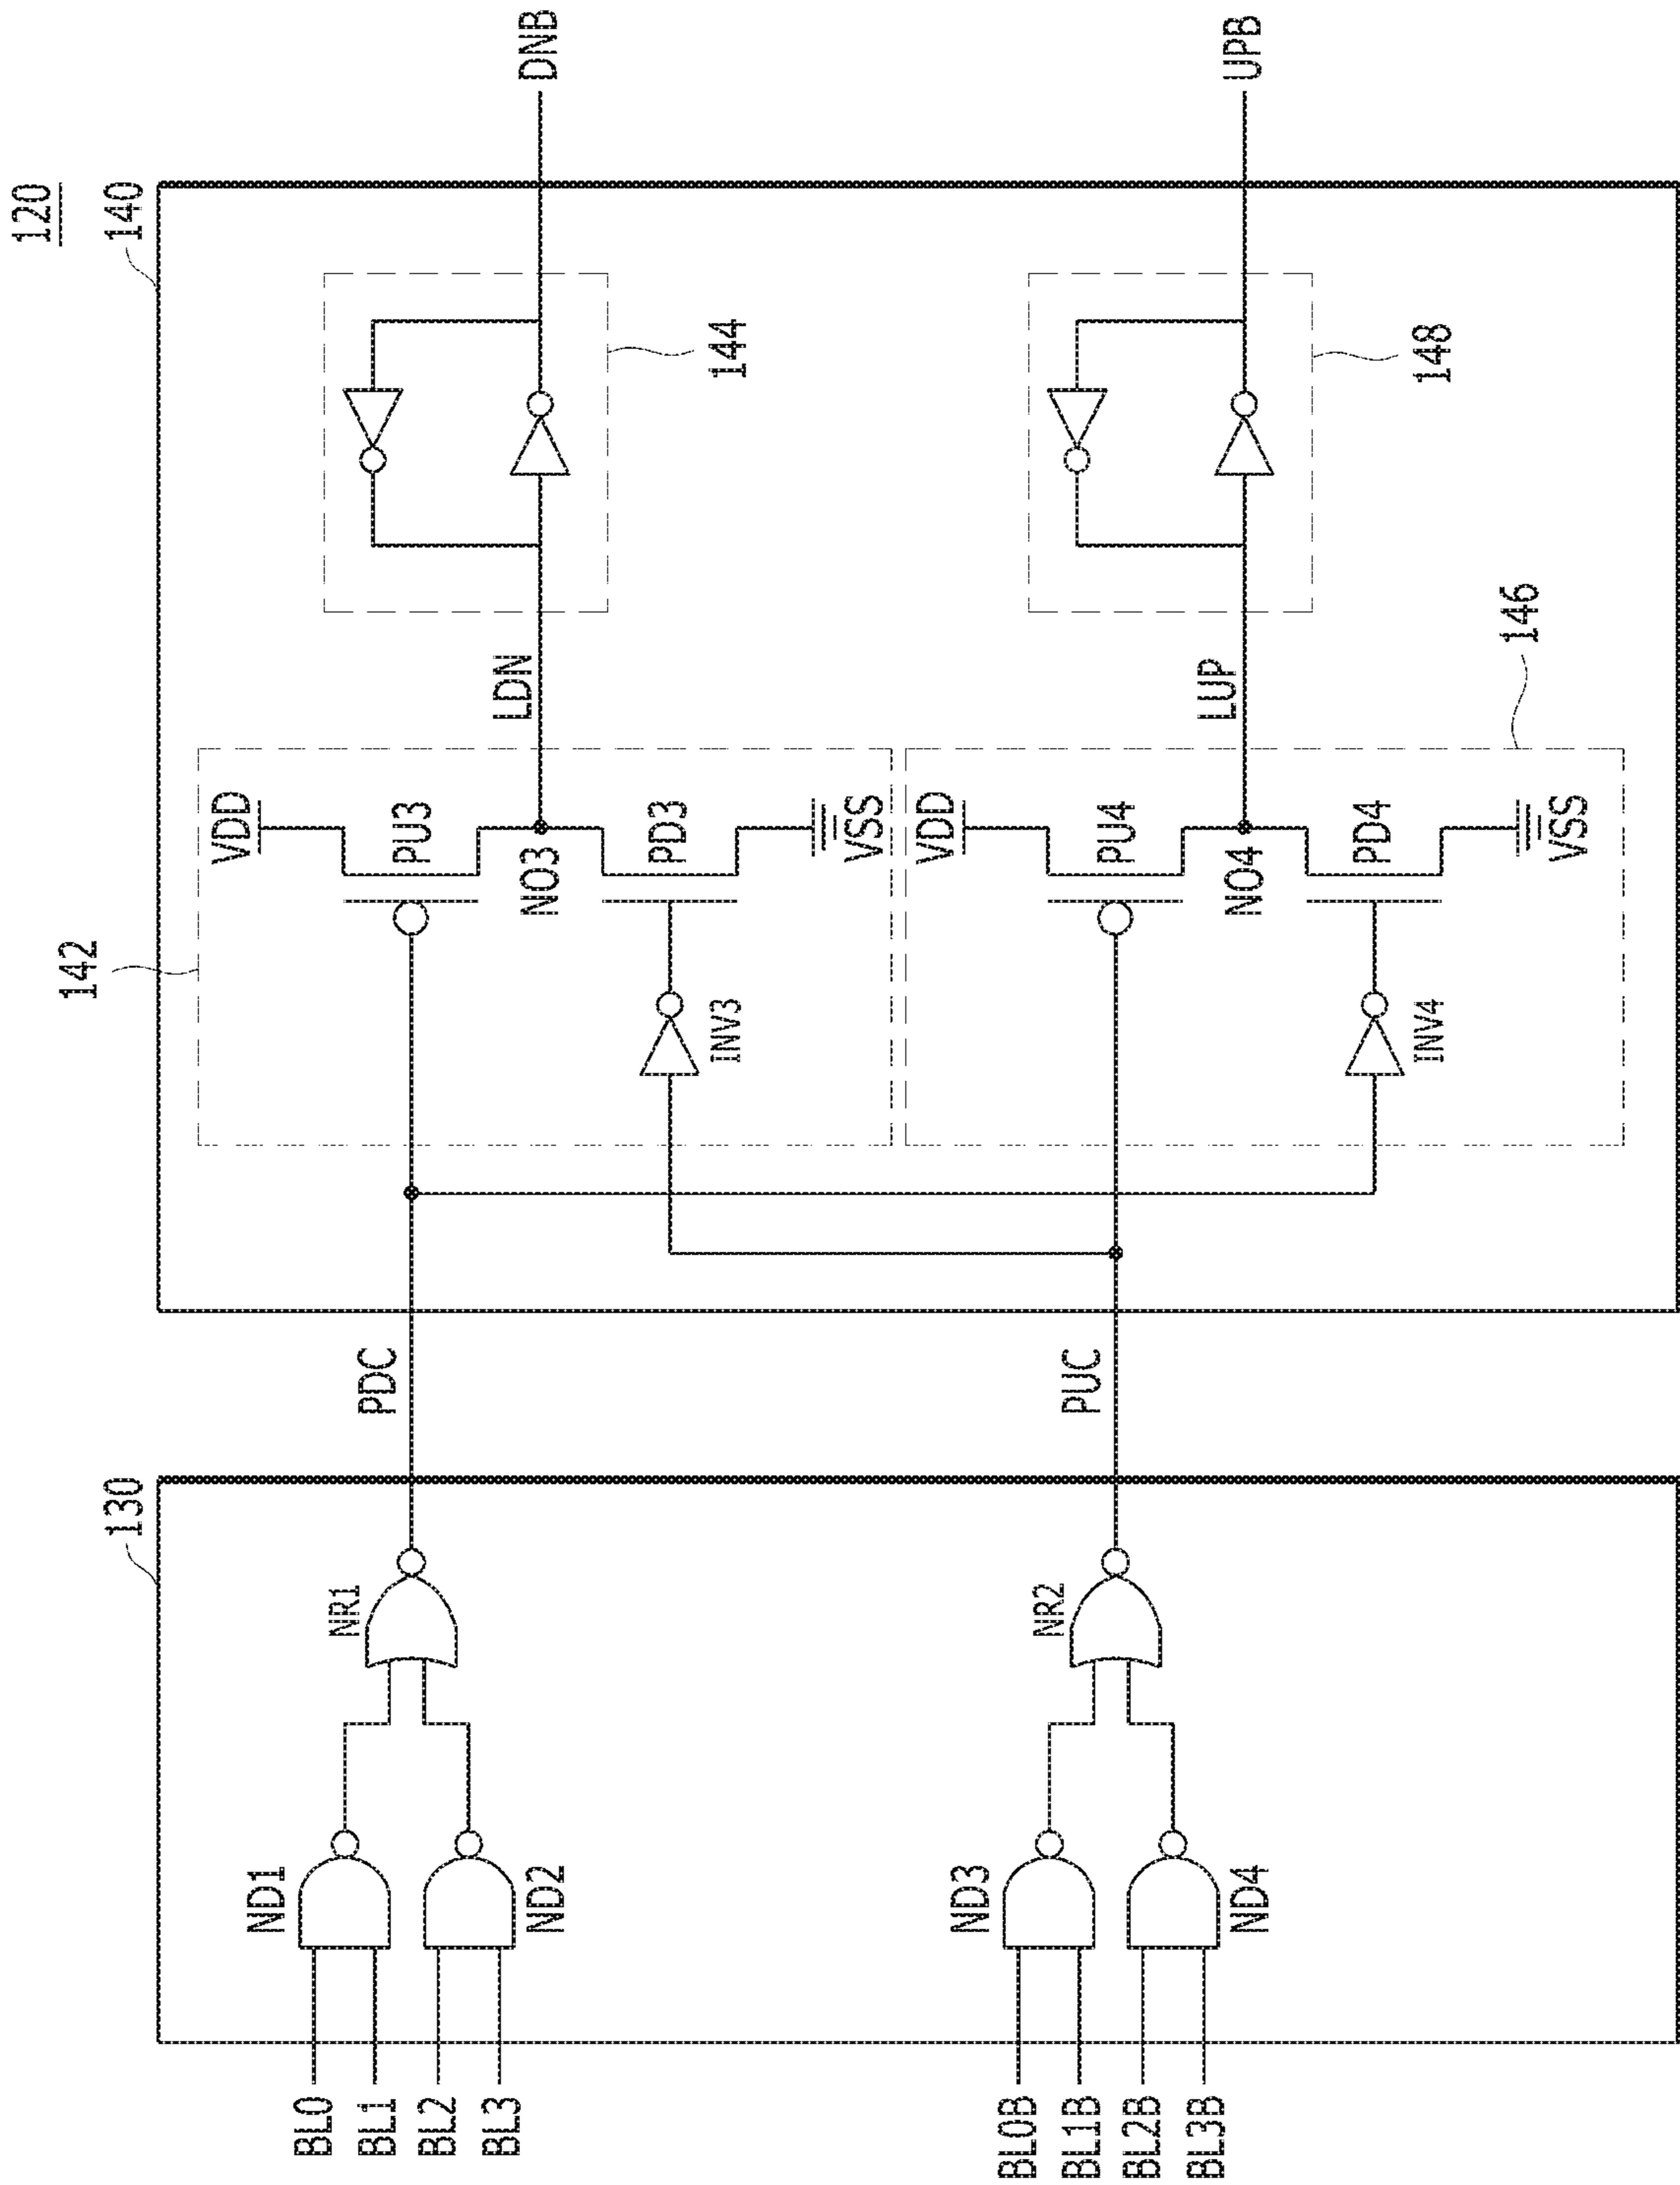 120
130
140
BL0
BL1
BL2
BL3
ND1
ND2
NR1
PDC
142
VDD
PU3
NO3
PD3
VSS
INV3
LDN
144
DNB
BL0B
BL1B
BL2B
BL3B
ND3
ND4
NR2
PUC
VDD
PU4
NO4
PD4
VSS
INV4
LUP
146
148
UPB